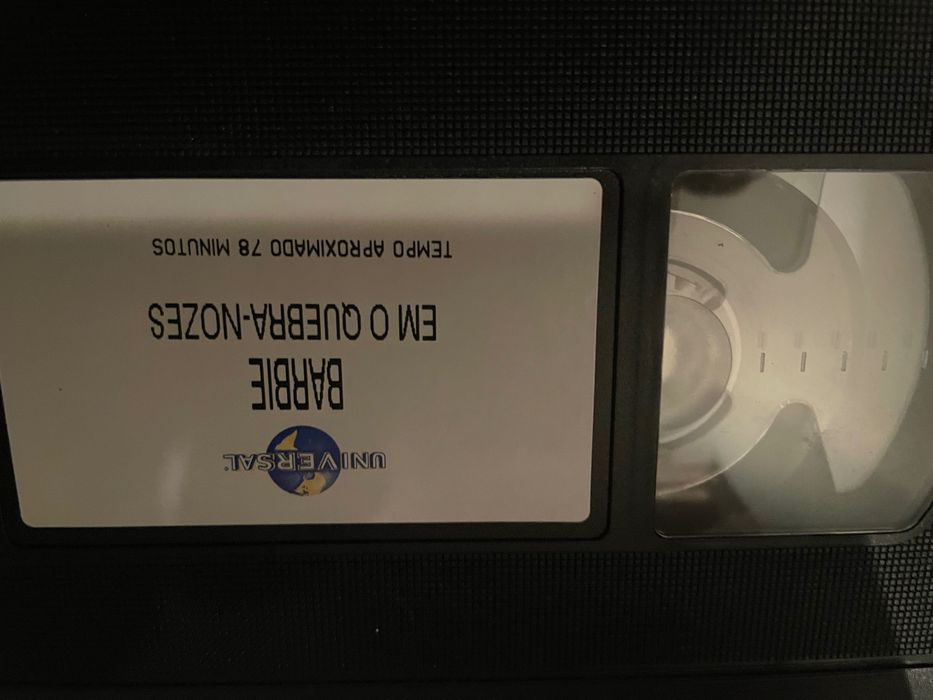 UNIVERSAL
BARBIE
EM O QUEBRA-NOZES
TEMPO APROXIMADO 78 MINUTOS